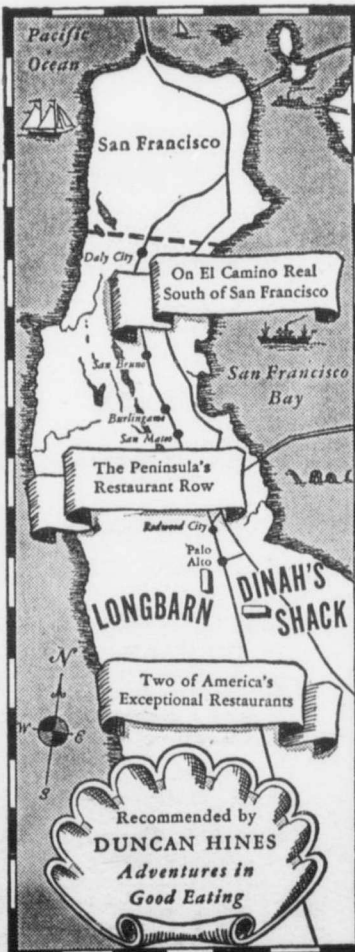 Pacific
Ocean
San Francisco
Daly City
On El Camino Real
South of San Francisco
San Bruno
San Francisco
Bay
Burlingame
San Mateo
The Peninsula's
Restaurant Row
Redwood City
Palo
Alto
LONGBARN
DINAH'S
SHACK
Two of America's
Exceptional Restaurants
N
W E
S
Recommended by
DUNCAN HINES
Adventures in
Good Eating